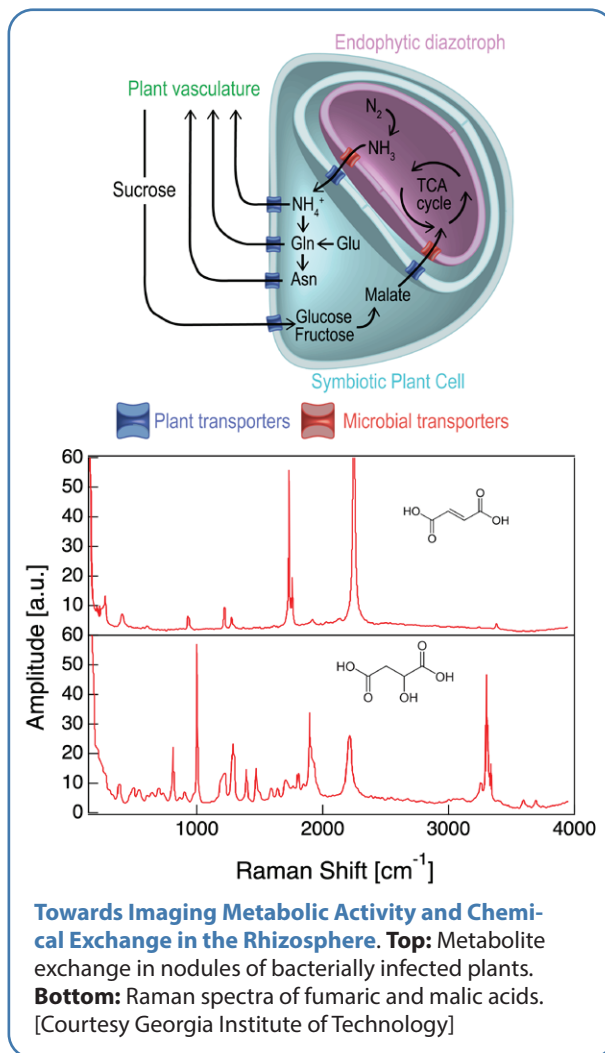 Endophytic diazotroph
Plant vasculature
N2
NH3
Sucrose
TCA
cycle
NH4+
Gln
Glu
Asn
Malate
Glucose
Fructose
Symbiotic Plant Cell
Plant transporters
Microbial transporters
60
50
40
30
20
10
O
HO
OH
O
60
50
40
30
20
10
0
O
HO
O
OH
OH
Amplitude [a.u.]
1000
2000
3000
4000
Raman Shift [cm-1]
Towards Imaging Metabolic Activity and Chemi-
cal Exchange in the Rhizosphere. Top: Metabolite
exchange in nodules of bacterially infected plants.
Bottom: Raman spectra of fumaric and malic acids.
[Courtesy Georgia Institute of Technology]